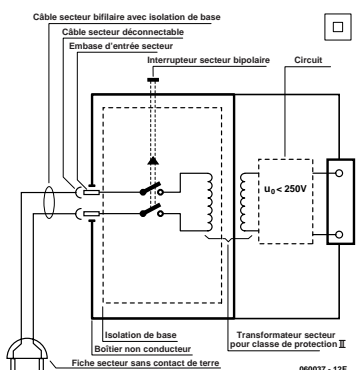 Câble secteur bifilaire avec isolation de base
Câble secteur déconnectable
Embase d'entrée secteur
Interrupteur secteur bipolaire
Circuit
u0 < 250V
Isolation de base
Boîtier non conducteur
Fiche secteur sans contact de terre
Transformateur secteur
pour classe de protection II
060037 - 12F